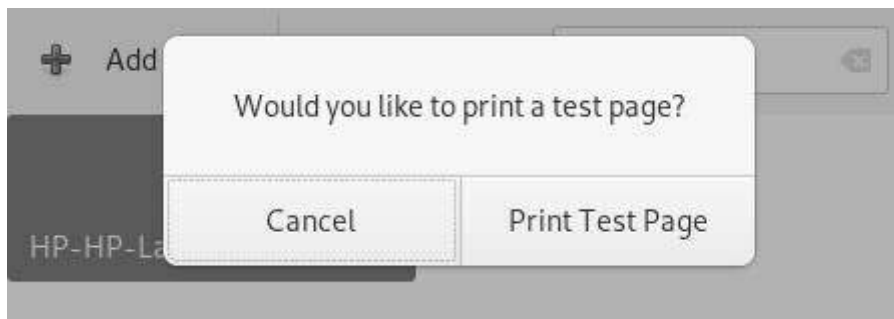 Add
Would you like to print a test page?
Cancel
Print Test Page
HP-HP-La